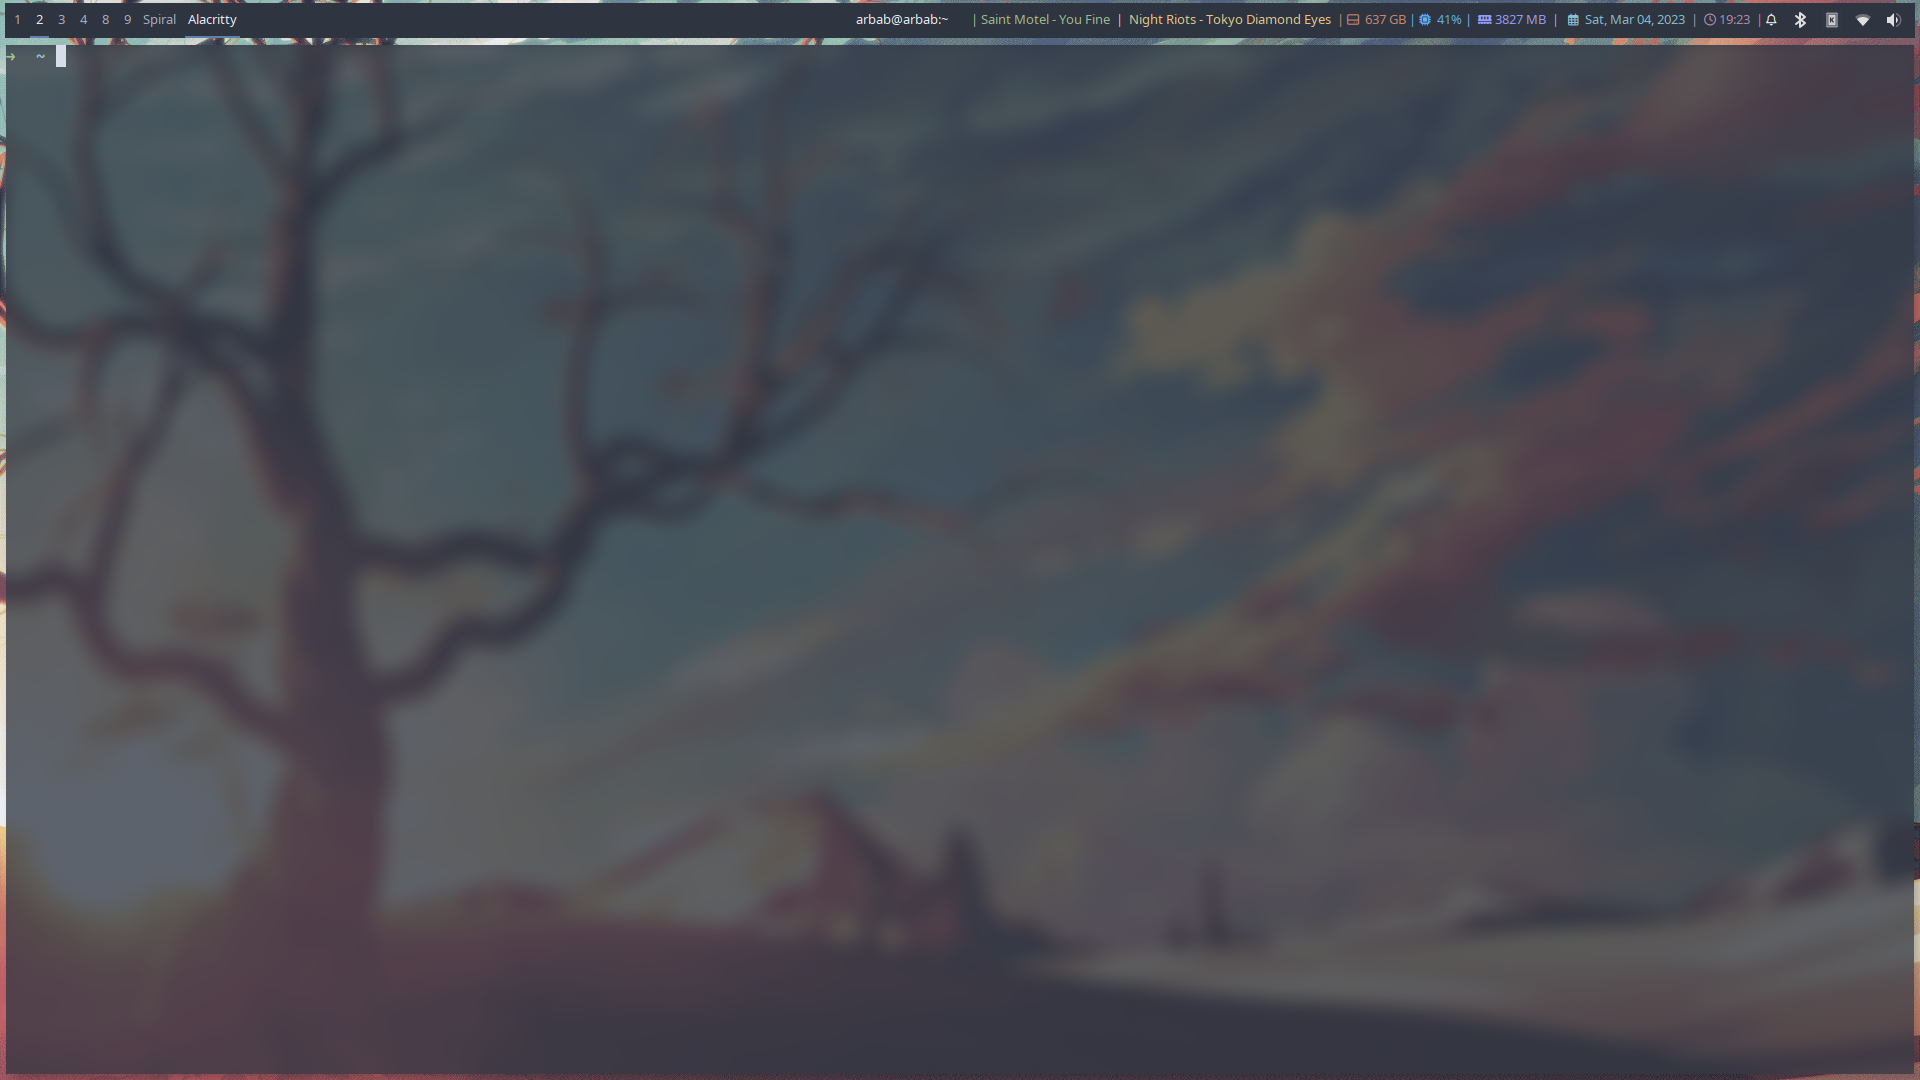 1 2 3 4 8 9 Spiral Alacritty arbab@arbab:~ | Saint Motel - You Fine | Night Riots - Tokyo Diamond Eyes | 637 GB | 41% | 3827 MB | Sat, Mar 04, 2023 | 19:23 |
→ ~